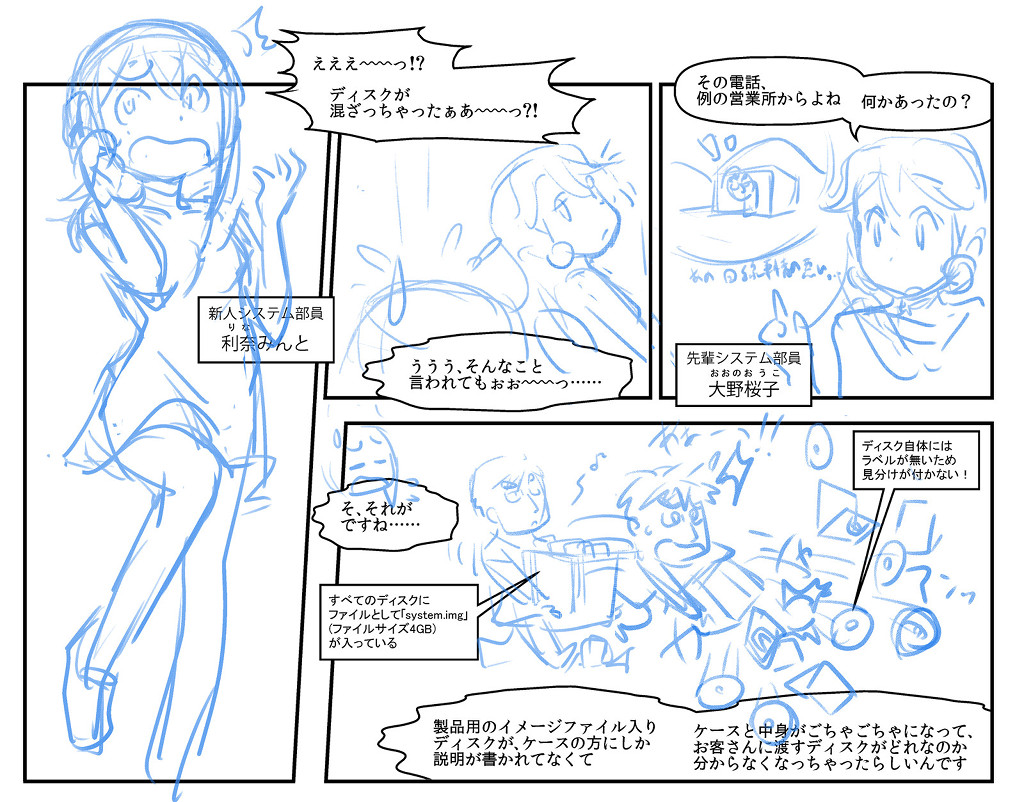 えええ~~~~っ!?
ディスクが
混ざっちゃったぁあ~~~~っ?!
新人システム部員
りな
利奈みんと
ううう、そんなこと
言われてもぉぉ~~~~っ……
その電話、
例の営業所からよね
何かあったの？
あの回線事情の悪い…
先輩システム部員
おおのおうこ
大野桜子
そ、それが
ですね……
すべてのディスクに
ファイルとして「system.img」
(ファイルサイズ4GB)
が入っている
あな~!!
ディスク自体には
ラベルが無いため
見分けが付かない！
製品用のイメージファイル入り
ディスクが、ケースの方にしか
説明が書かれてなくて
ケースと中身がごちゃごちゃになって、
お客さんに渡すディスクがどれなのか
分からなくなっちゃったらしいんです